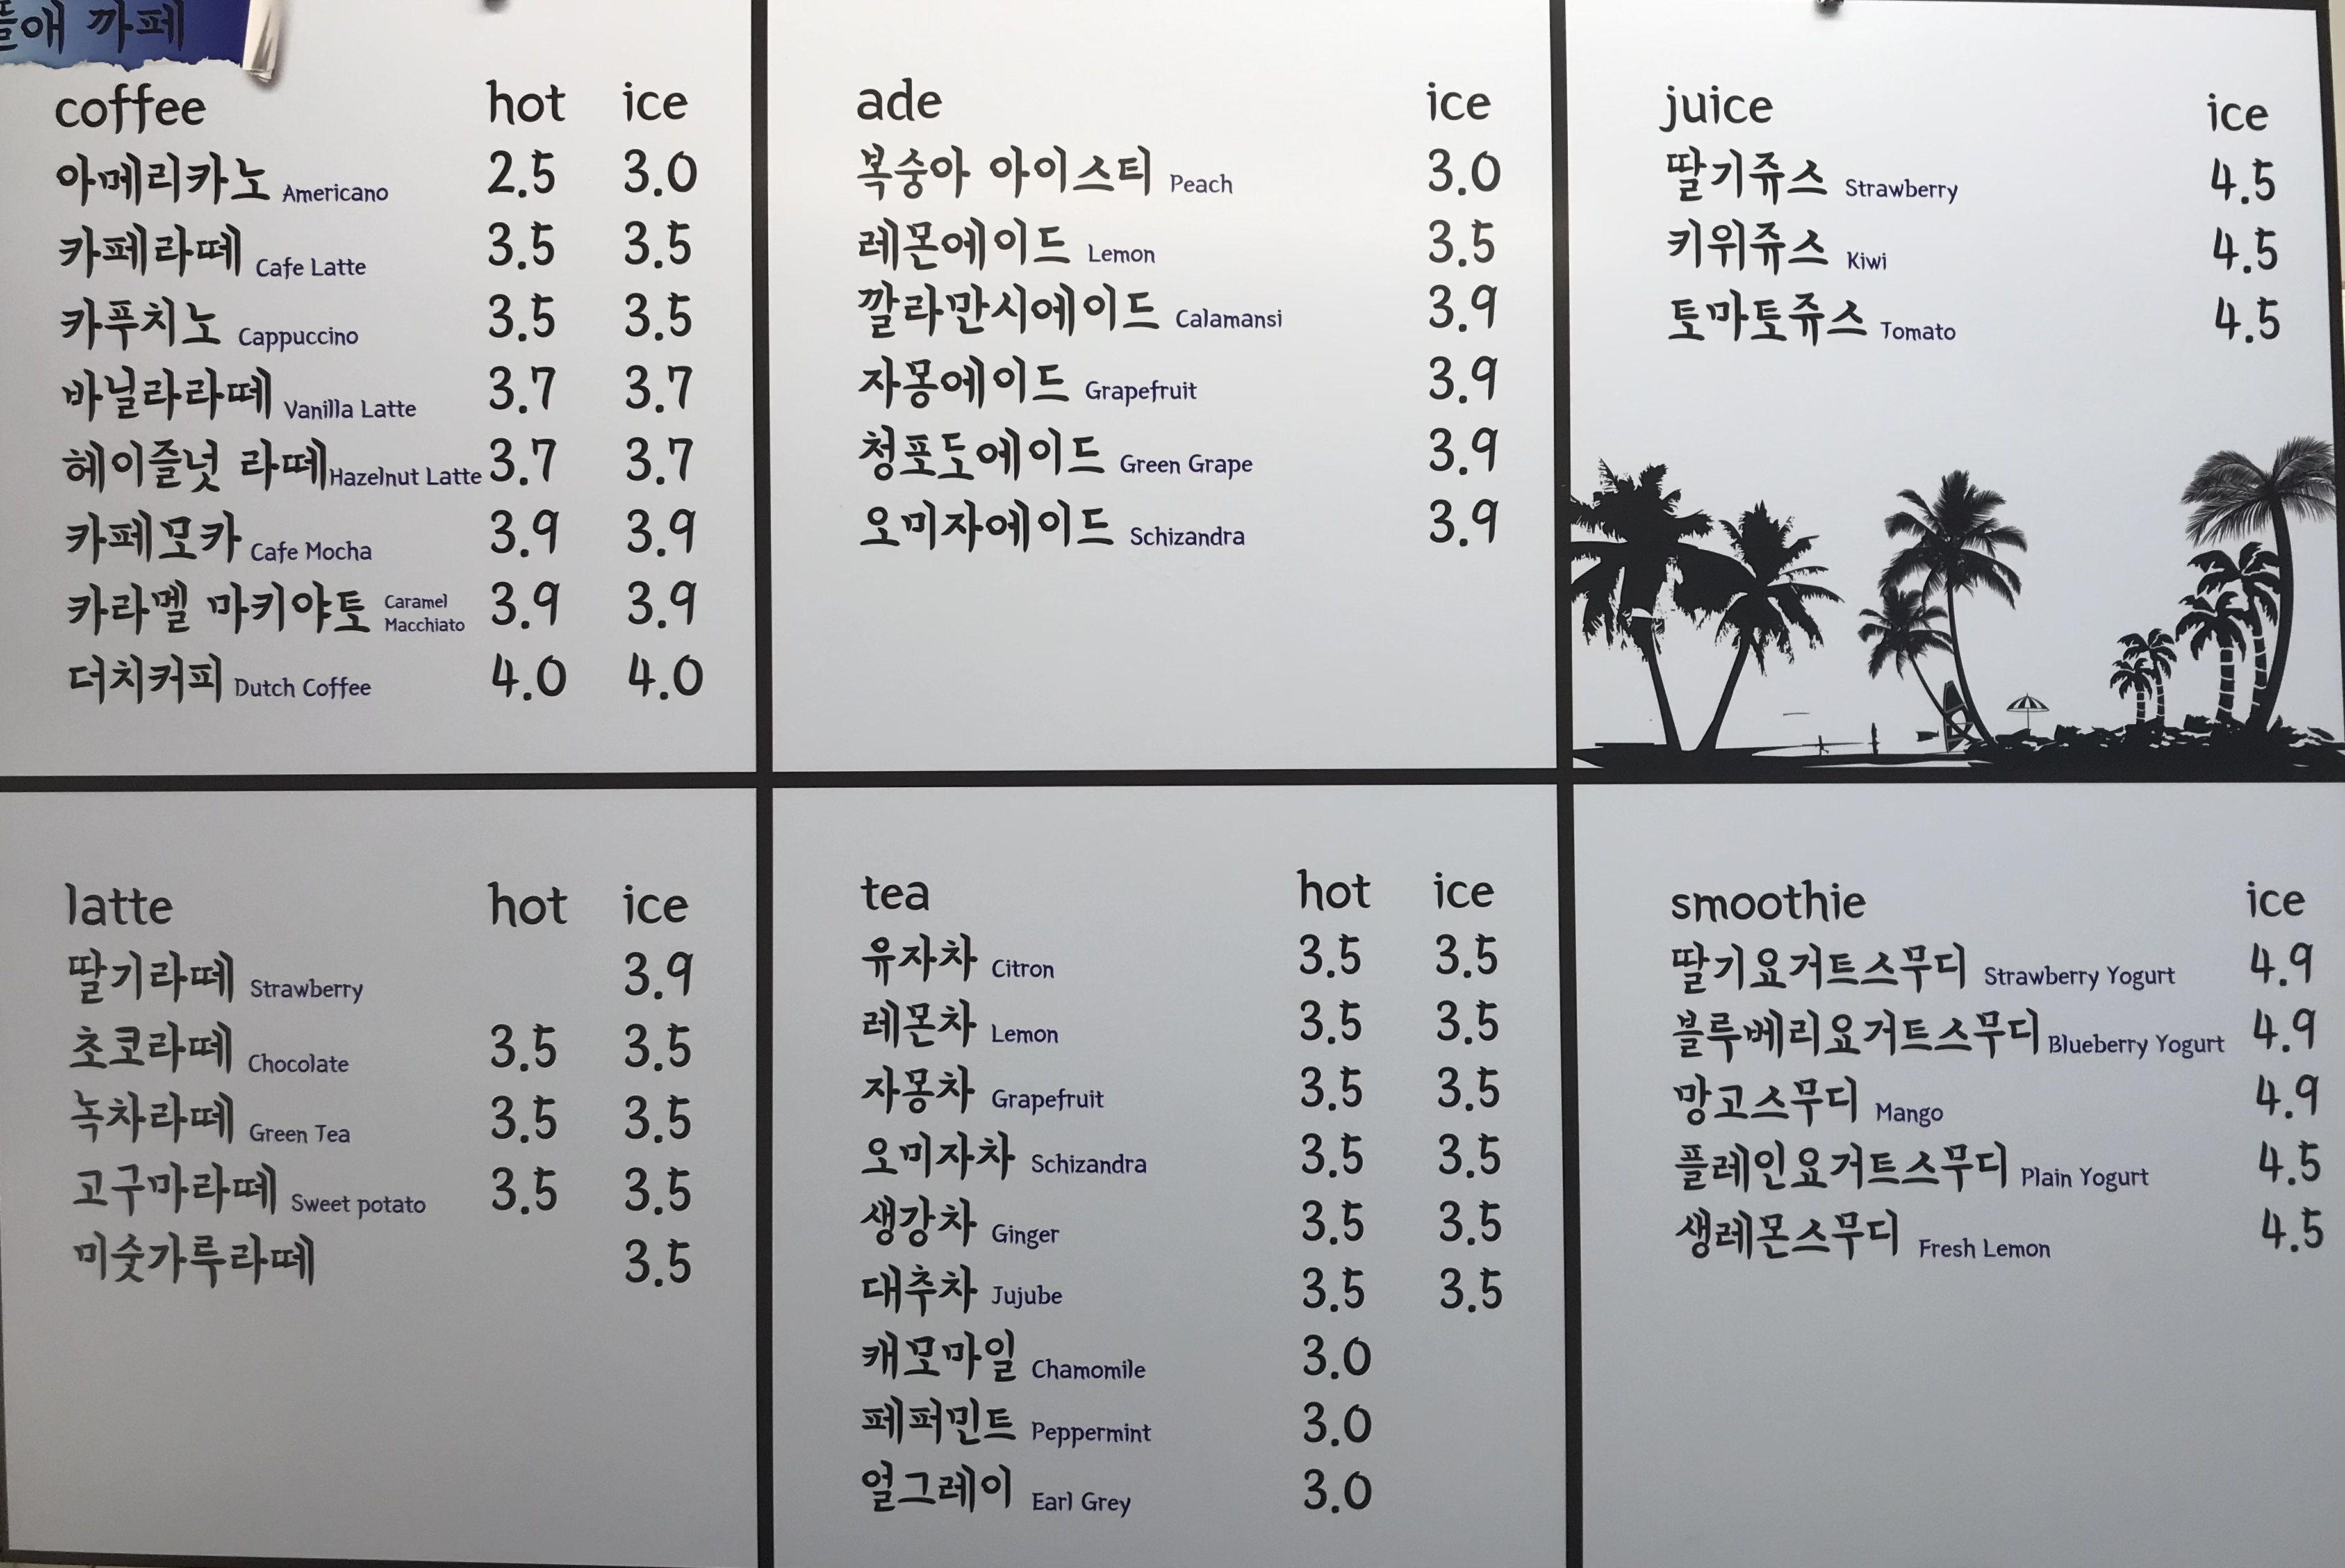 까페
coffee hot ice
아메리카노 Americano 2.5 3.0
카페라떼 Cafe Latte 3.5 3.5
카푸치노 Cappuccino 3.5 3.5
바닐라라떼 Vanilla Latte 3.7 3.7
헤이즐넛 라떼 Hazelnut Latte 3.7 3.7
카페모카 Cafe Mocha 3.9 3.9
카라멜 마키야토 Caramel Macchiato 3.9 3.9
더치커피 Dutch Coffee 4.0 4.0
ade ice
복숭아 아이스티 Peach 3.0
레몬에이드 Lemon 3.5
깔라만시에이드 Calamansi 3.9
자몽에이드 Grapefruit 3.9
청포도에이드 Green Grape 3.9
오미자에이드 Schizandra 3.9
juice ice
딸기쥬스 Strawberry 4.5
키위쥬스 Kiwi 4.5
토마토쥬스 Tomato 4.5
latte hot ice
딸기라떼 Strawberry 3.9
초코라떼 Chocolate 3.5 3.5
녹차라떼 Green Tea 3.5 3.5
고구마라떼 Sweet potato 3.5 3.5
미숫가루라떼 3.5
tea hot ice
유자차 Citron 3.5 3.5
레몬차 Lemon 3.5 3.5
자몽차 Grapefruit 3.5 3.5
오미자차 Schizandra 3.5 3.5
생강차 Ginger 3.5 3.5
대추차 Jujube 3.5 3.5
캐모마일 Chamomile 3.0
페퍼민트 Peppermint 3.0
얼그레이 Earl Grey 3.0
smoothie ice
딸기요거트스무디 Strawberry Yogurt 4.9
블루베리요거트스무디 Blueberry Yogurt 4.9
망고스무디 Mango 4.9
플레인요거트스무디 Plain Yogurt 4.5
생레몬스무디 Fresh Lemon 4.5